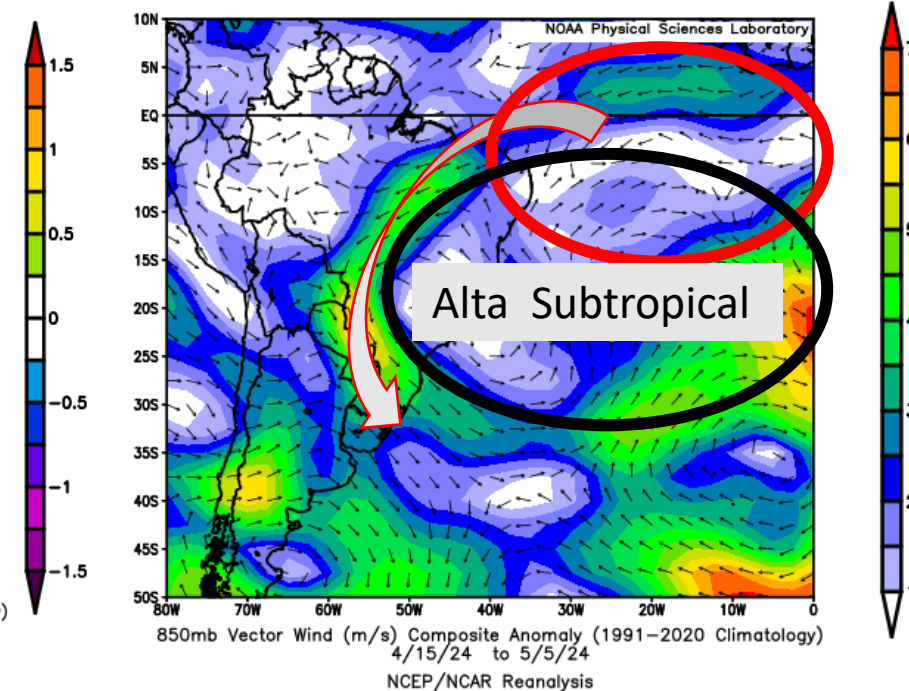 NOAA Physical Sciences Laboratory
10N
5N
EQ
5S
10S
15S
20S
25S
30S
35S
40S
45S
50S
80W 70W 60W 50W 40W 30W 20W 10W 0
Alta Subtropical
1.5
1
0.5
0
−0.5
−1
−1.5
850mb Vector Wind (m/s) Composite Anomaly (1991−2020 Climatology)
4/15/24 to 5/5/24
NCEP/NCAR Reanalysis